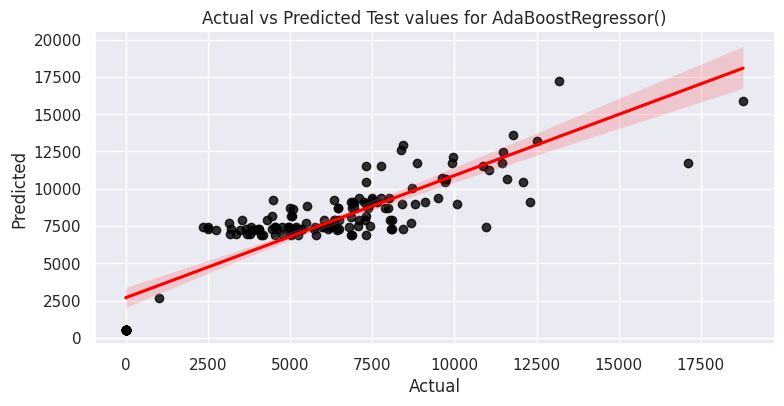 Actual vs Predicted Test values for AdaBoostRegressor()
20000
17500
15000
12500
10000
7500
5000
2500
0
Predicted
0 2500 5000 7500 10000 12500 15000 17500
Actual